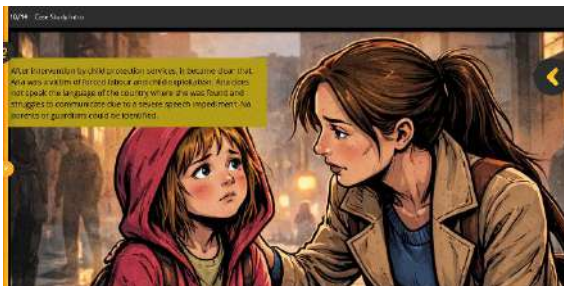 10/14 Case Study Intro
After intervention by child protection services, it became clear that
Ana was a victim of forced labour and child exploitation. Ana does
not speak the language of the country where she was found and
struggles to communicate due to a severe speech impediment. No
parents or guardians could be identified.